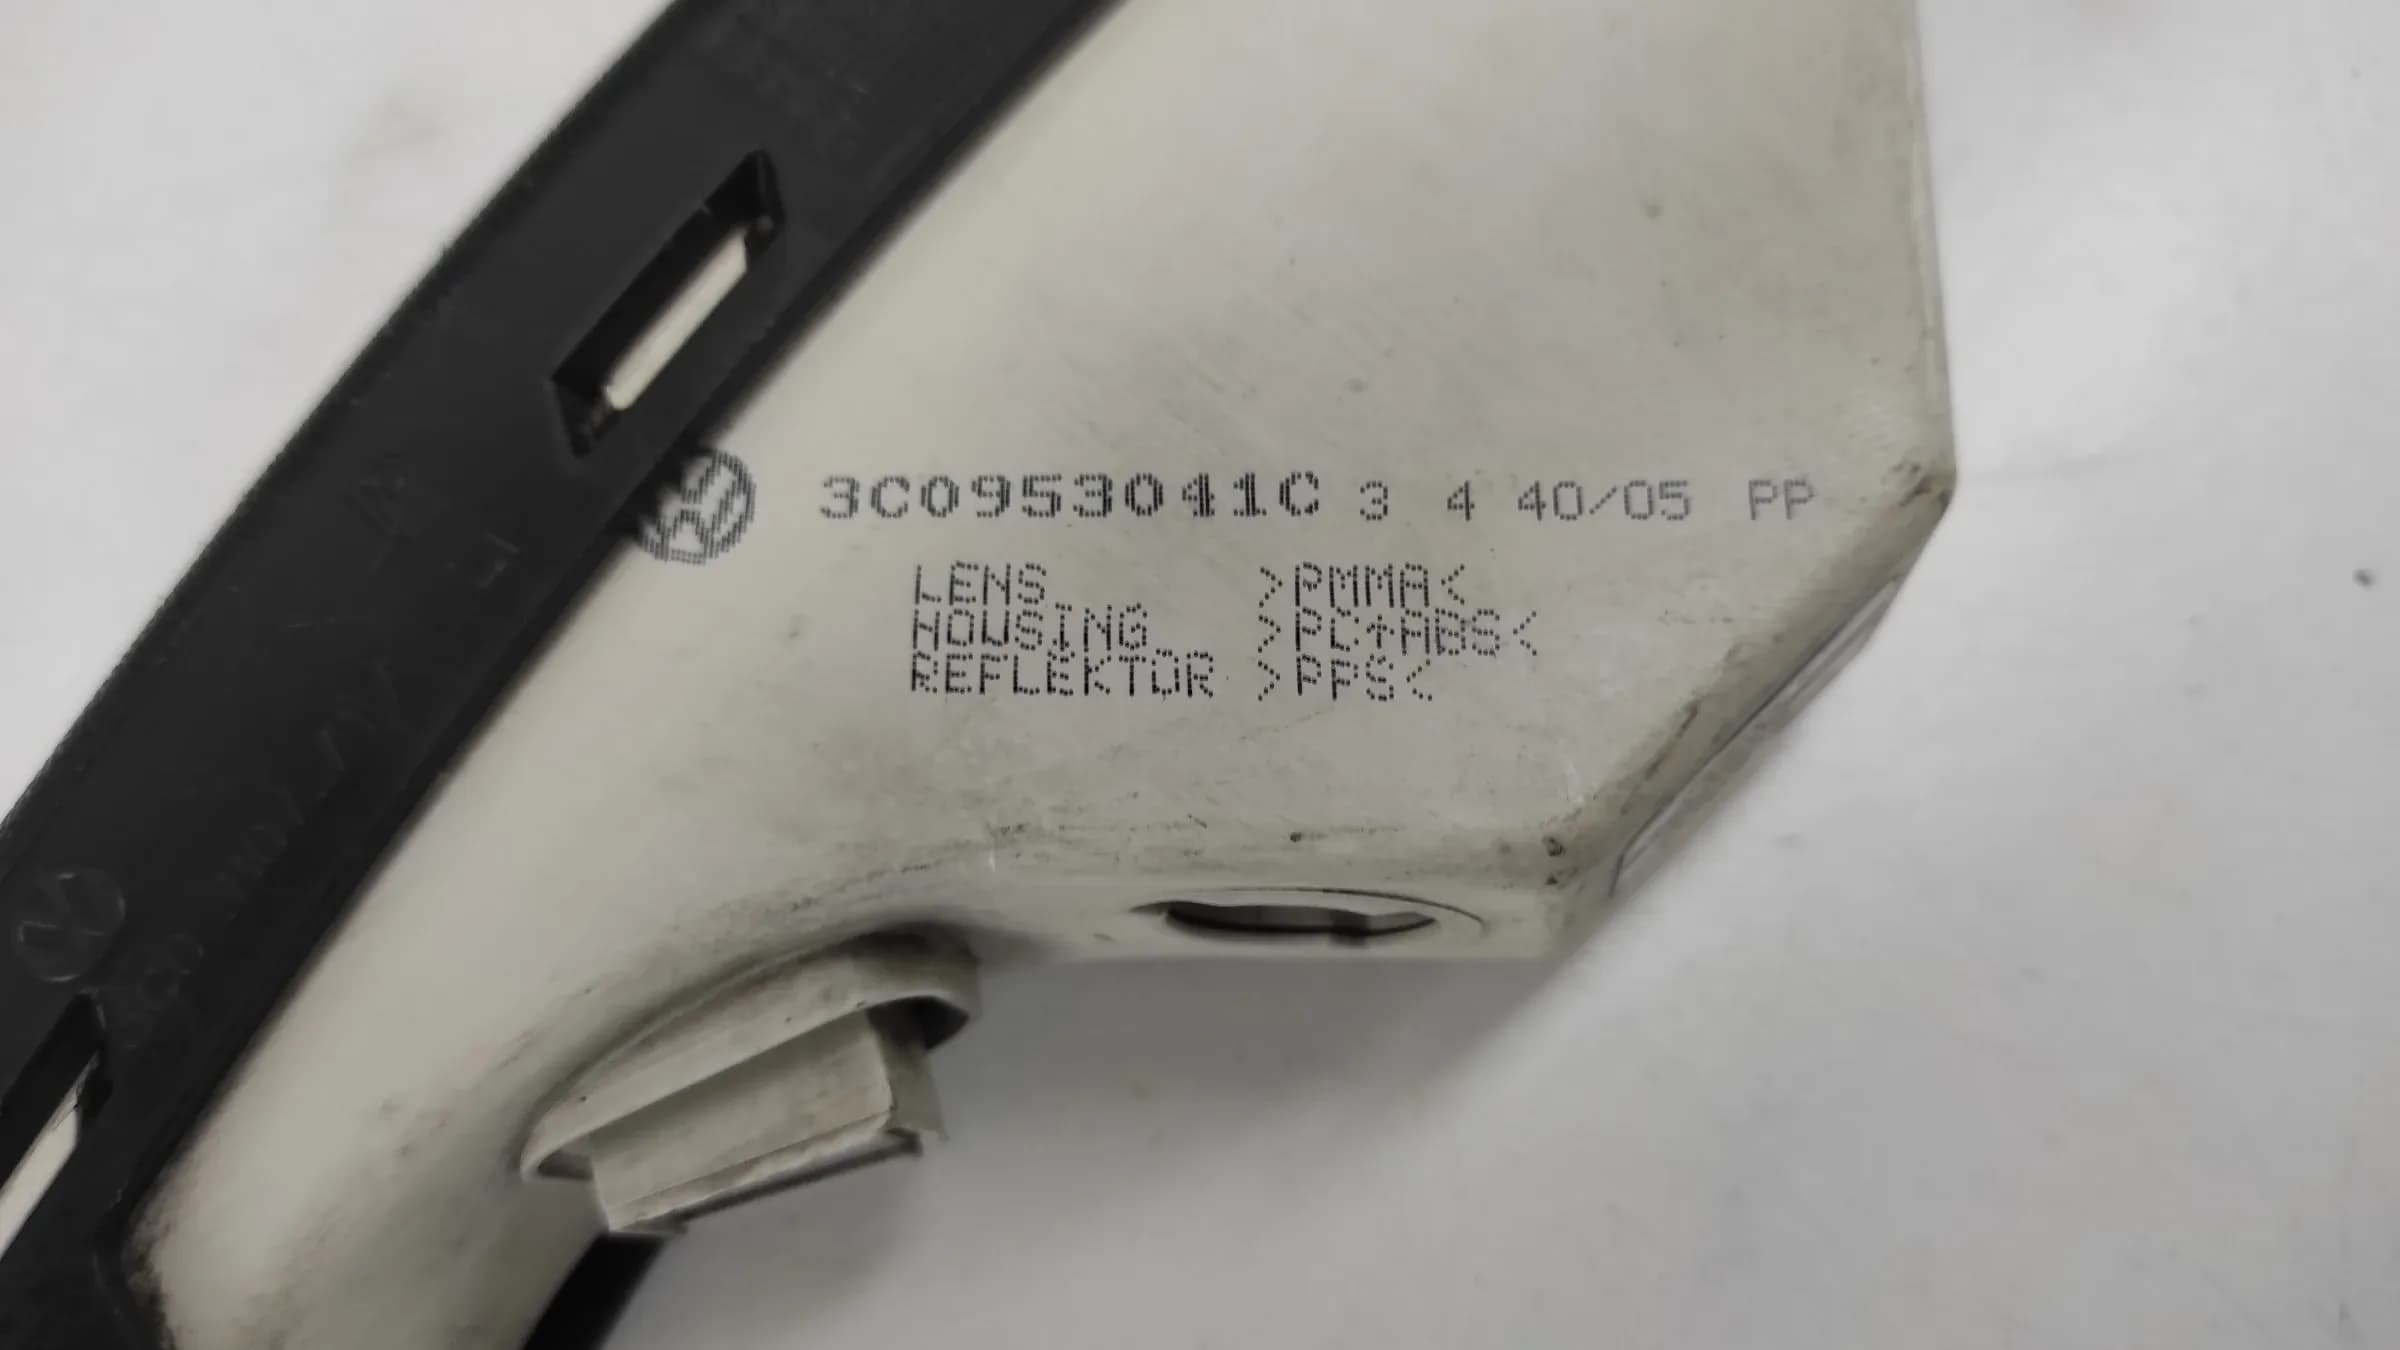 3C0953041C 3 4 40/05 PP
LENS >PMMA<
HOUSING >PC+ABS<
REFLEKTOR >PPS<